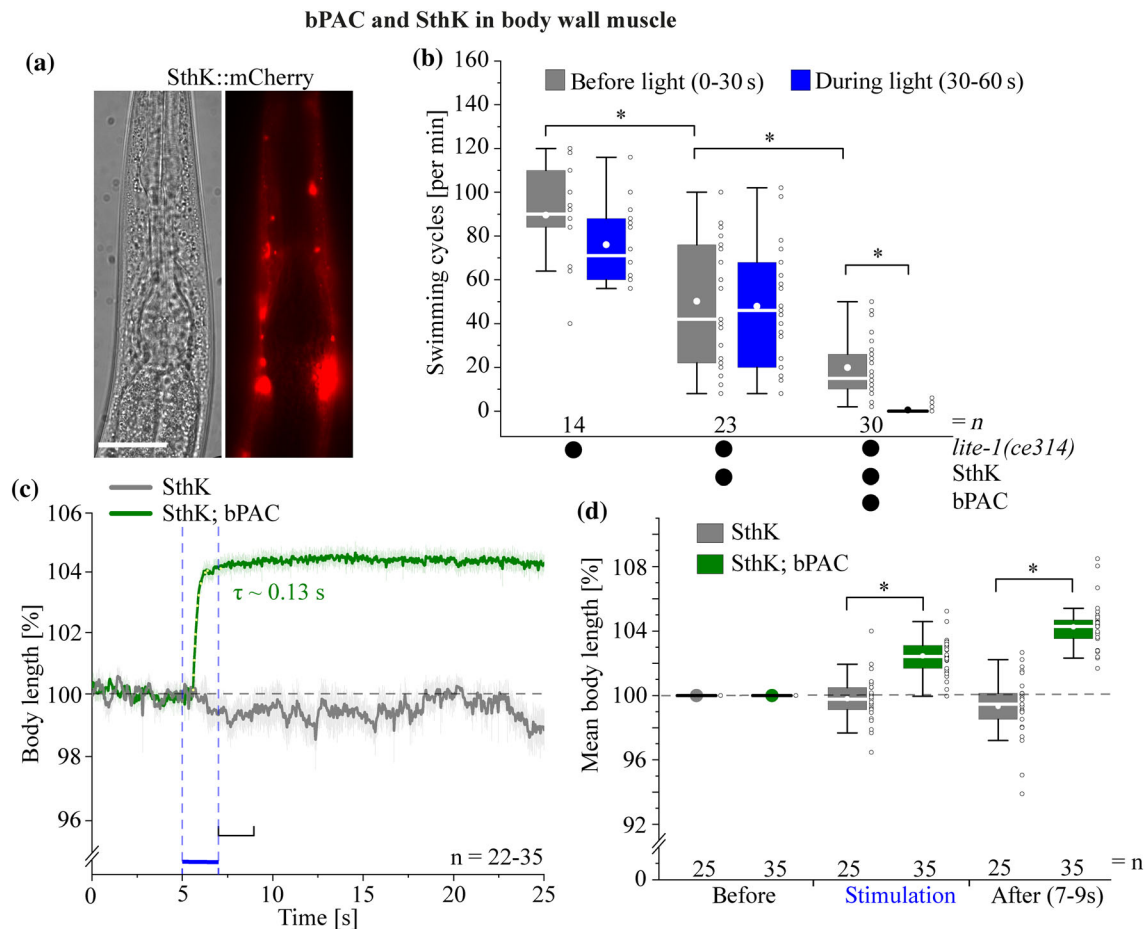 bPAC and SthK in body wall muscle
(a)
SthK::mCherry
(b)
160
140
120
100
80
60
40
20
0
Swimming cycles [per min]
Before light (0-30 s)
During light (30-60 s)
*
*
*
14 23 30 = n
lite-1(ce314)
SthK
bPAC
(c)
SthK
SthK; bPAC
106
104
102
100
98
96
Body length [%]
τ ~ 0.13 s
n = 22-35
0 5 10 15 20 25
Time [s]
(d)
SthK
SthK; bPAC
108
104
100
96
92
0
Mean body length [%]
*
*
25 35 25 35 25 35 = n
Before Stimulation After (7-9s)